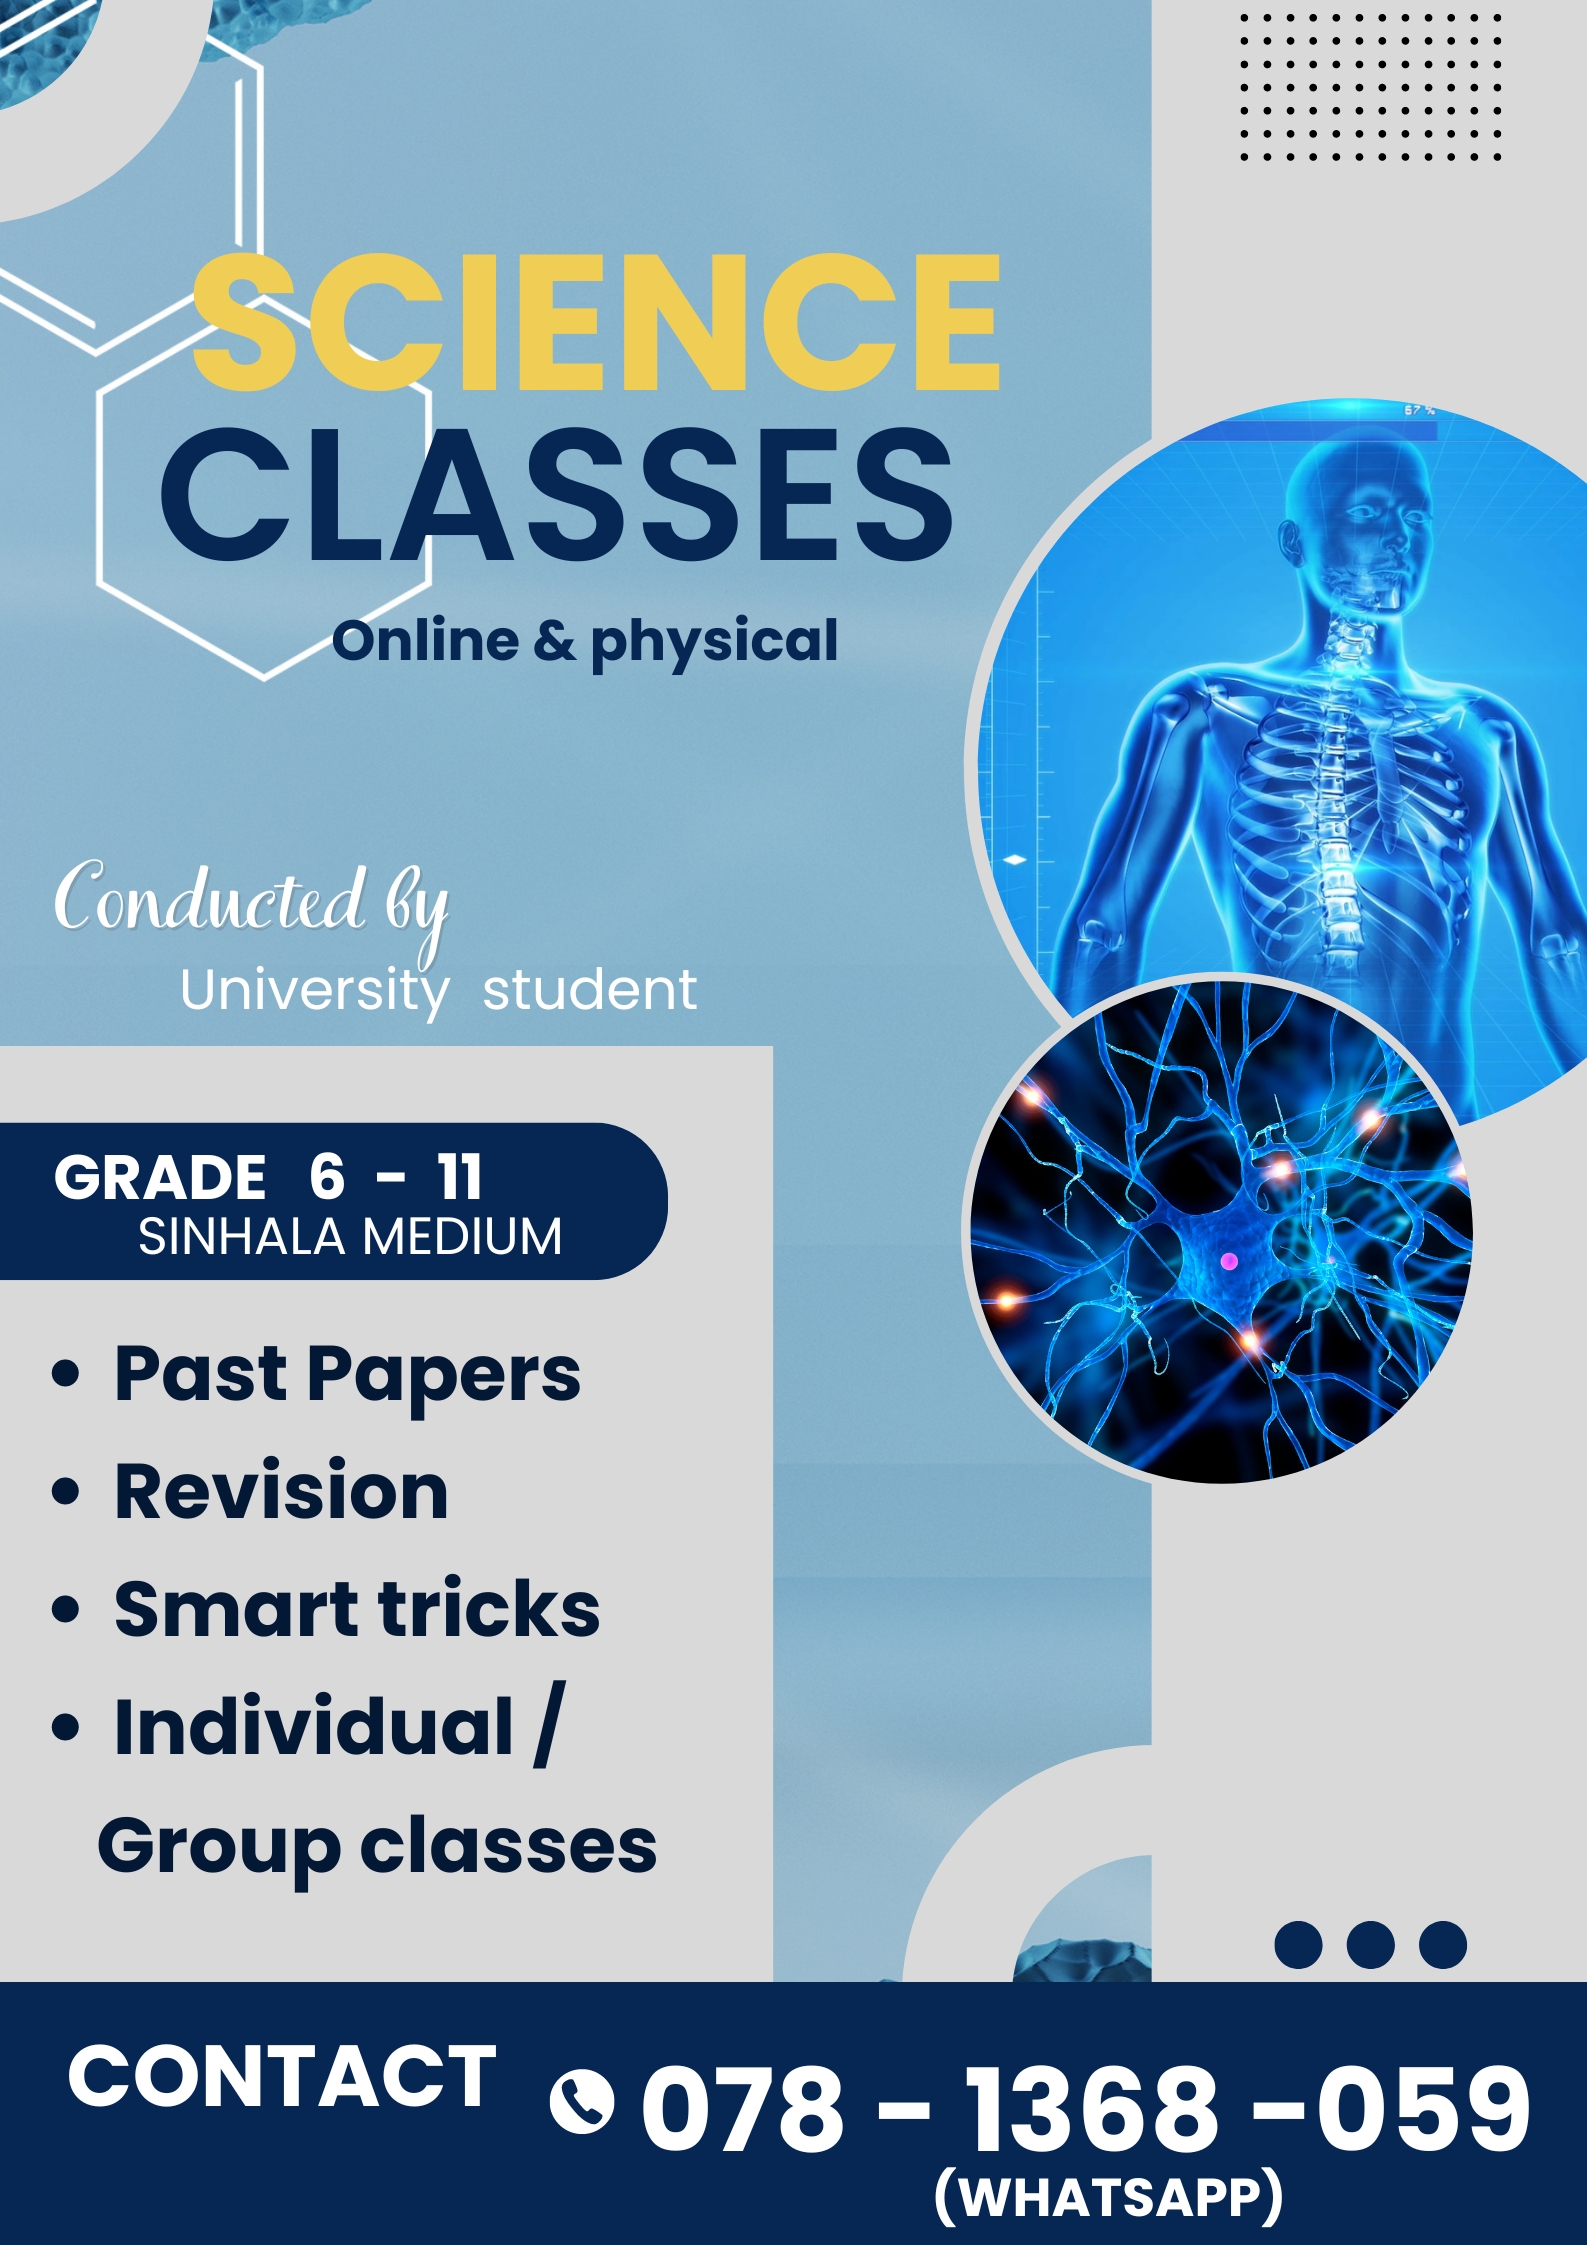 67 %
SCIENCE
CLASSES
Online & physical
Conducted by
University student
GRADE 6 - 11
SINHALA MEDIUM
• Past Papers
• Revision
• Smart tricks
• Individual /
Group classes
CONTACT
078 - 1368 -059
(WHATSAPP)